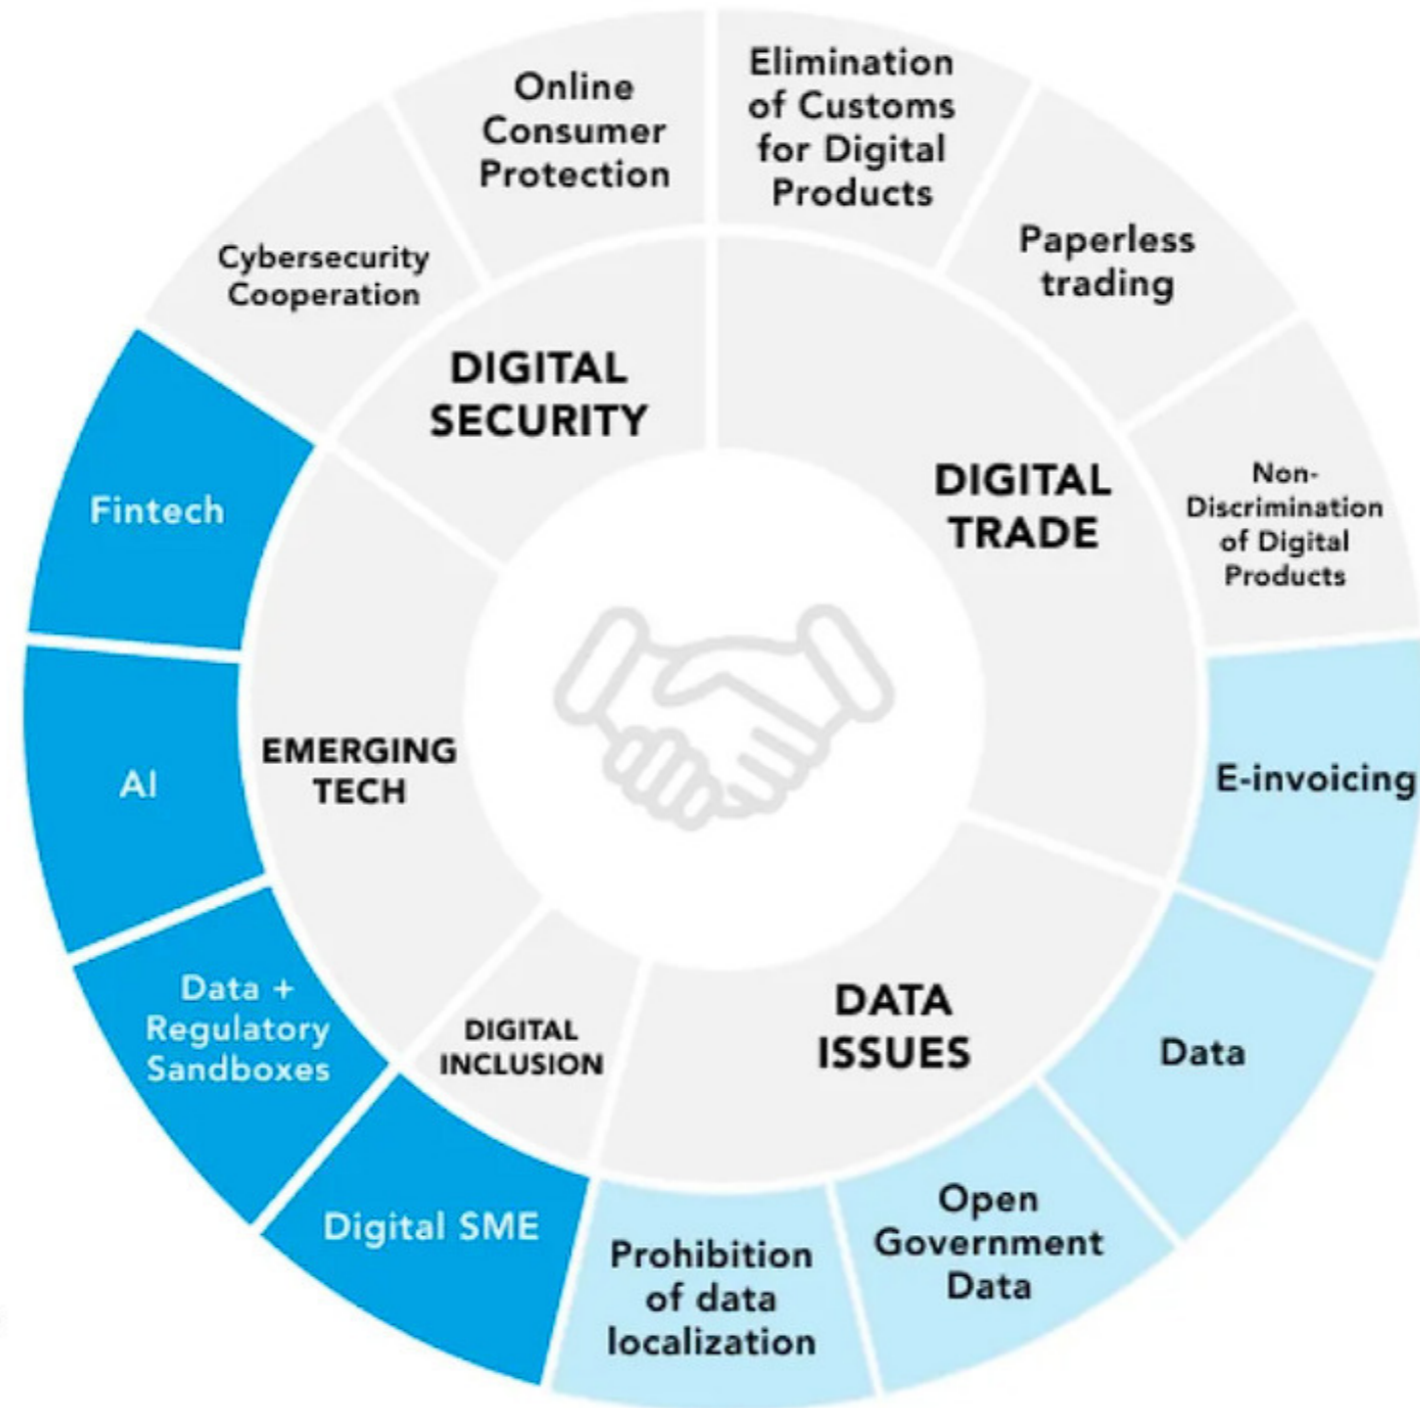 Online
Consumer
Protection
Elimination
of Customs
for Digital
Products
Paperless
trading
Non-
Discrimination
of Digital
Products
E-invoicing
Data
Open
Government
Data
Prohibition
of data
localization
Digital SME
Data +
Regulatory
Sandboxes
AI
Fintech
Cybersecurity
Cooperation
DIGITAL
SECURITY
DIGITAL
TRADE
DATA
ISSUES
DIGITAL
INCLUSION
EMERGING
TECH